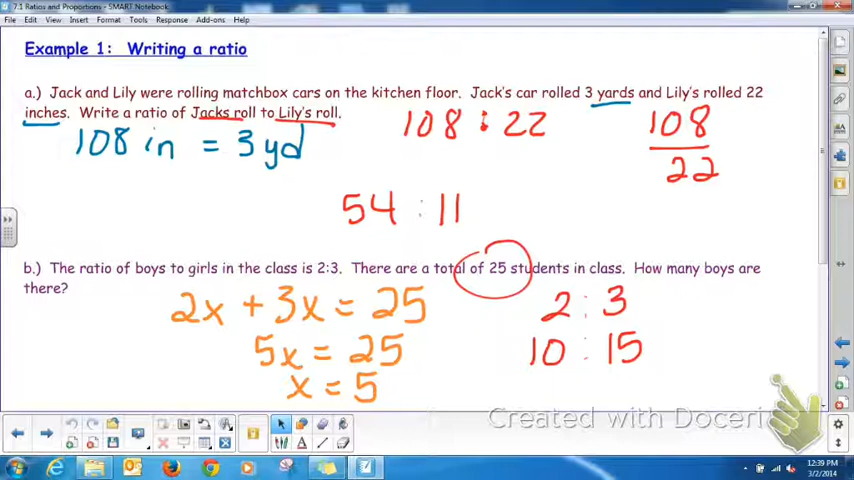 7.1 Ratios and Proportions - SMART Notebook
File Edit View Insert Format Tools Response Add-ons Help
Example 1: Writing a ratio
a.) Jack and Lily were rolling matchbox cars on the kitchen floor. Jack's car rolled 3 yards and Lily's rolled 22
inches. Write a ratio of Jacks roll to Lily's roll.
108 : 22
108
22
108 in = 3 yd
54 : 11
b.) The ratio of boys to girls in the class is 2:3. There are a total of 25 students in class. How many boys are
there?
2x + 3x = 25
2 : 3
5x = 25
10 : 15
x = 5
Created with Doceri
12:39 PM
3/2/2014